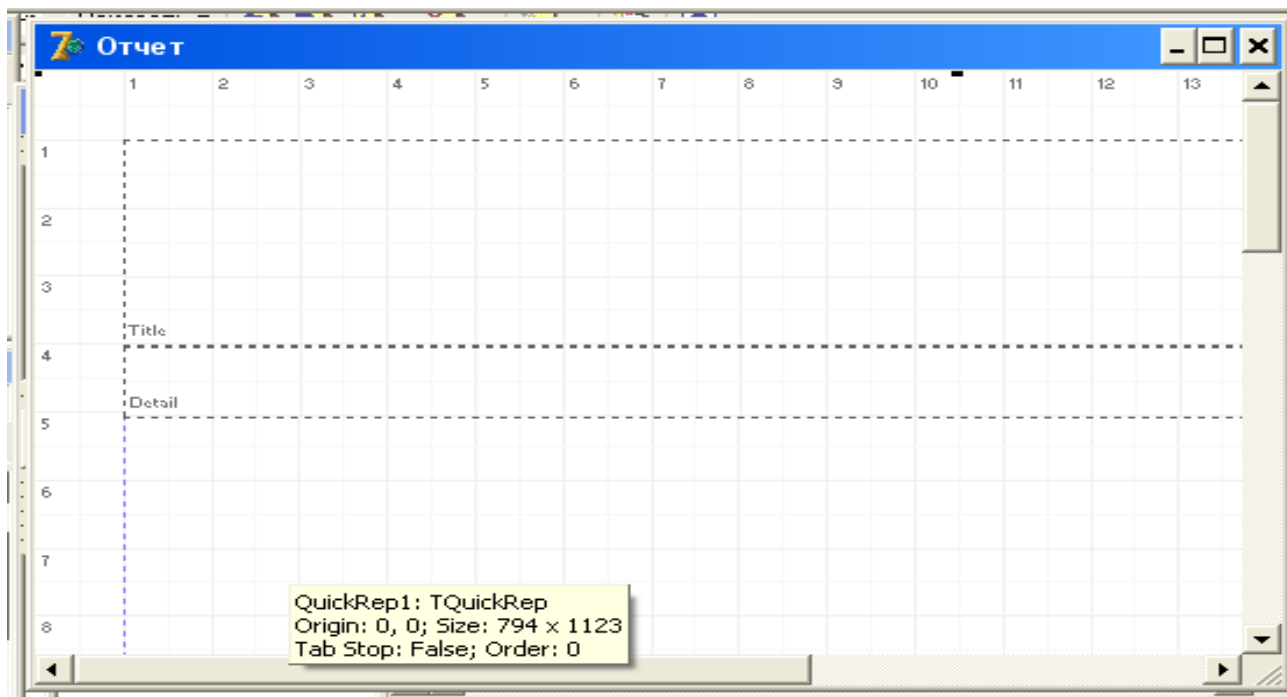 Отчет
1 2 3 4 5 6 7 8 9 10 11 12 13
1
2
3
Title
4
Detail
5
6
7
QuickRep1: TQuickRep
Origin: 0, 0; Size: 794 x 1123
8
Tab Stop: False; Order: 0